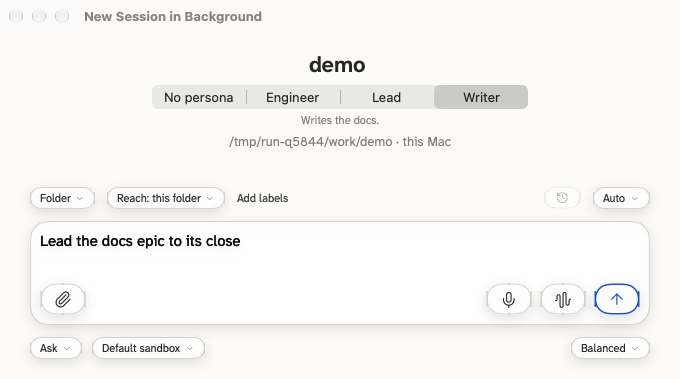 New Session in Background
demo
No persona
Engineer
Lead
Writer
Writes the docs.
/tmp/run-q5844/work/demo · this Mac
Folder
Reach: this folder
Add labels
Auto
Lead the docs epic to its close
Ask
Default sandbox
Balanced